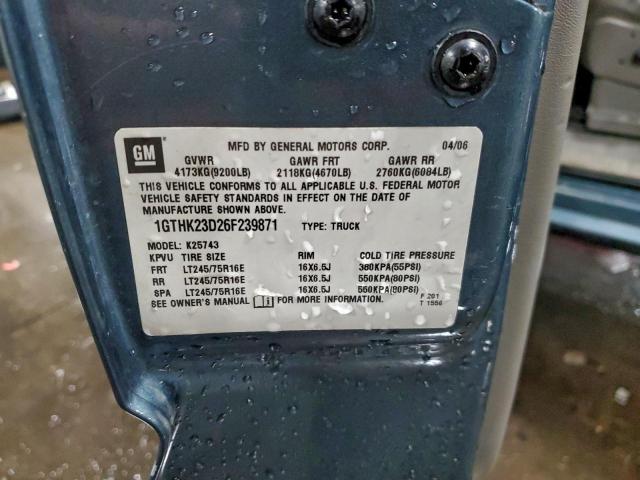 GM
MFD BY GENERAL MOTORS CORP. 04/06
GVWR GAWR FRT GAWR RR
4173KG(9200LB) 2118KG(4670LB) 2760KG(6084LB)
THIS VEHICLE CONFORMS TO ALL APPLICABLE U.S. FEDERAL MOTOR
VEHICLE SAFETY STANDARDS IN EFFECT ON THE DATE OF
MANUFACTURE SHOWN ABOVE.
1GTHK23D26F239871 TYPE: TRUCK
MODEL: K25743
KPVU TIRE SIZE RIM COLD TIRE PRESSURE
FRT LT245/75R16E 16X6.5J 380KPA(55PSI)
RR LT245/75R16E 16X6.5J 550KPA(80PSI)
SPA LT245/75R16E 16X6.5J 550KPA(80PSI)
SEE OWNER'S MANUAL FOR MORE INFORMATION. F 201
T 1556